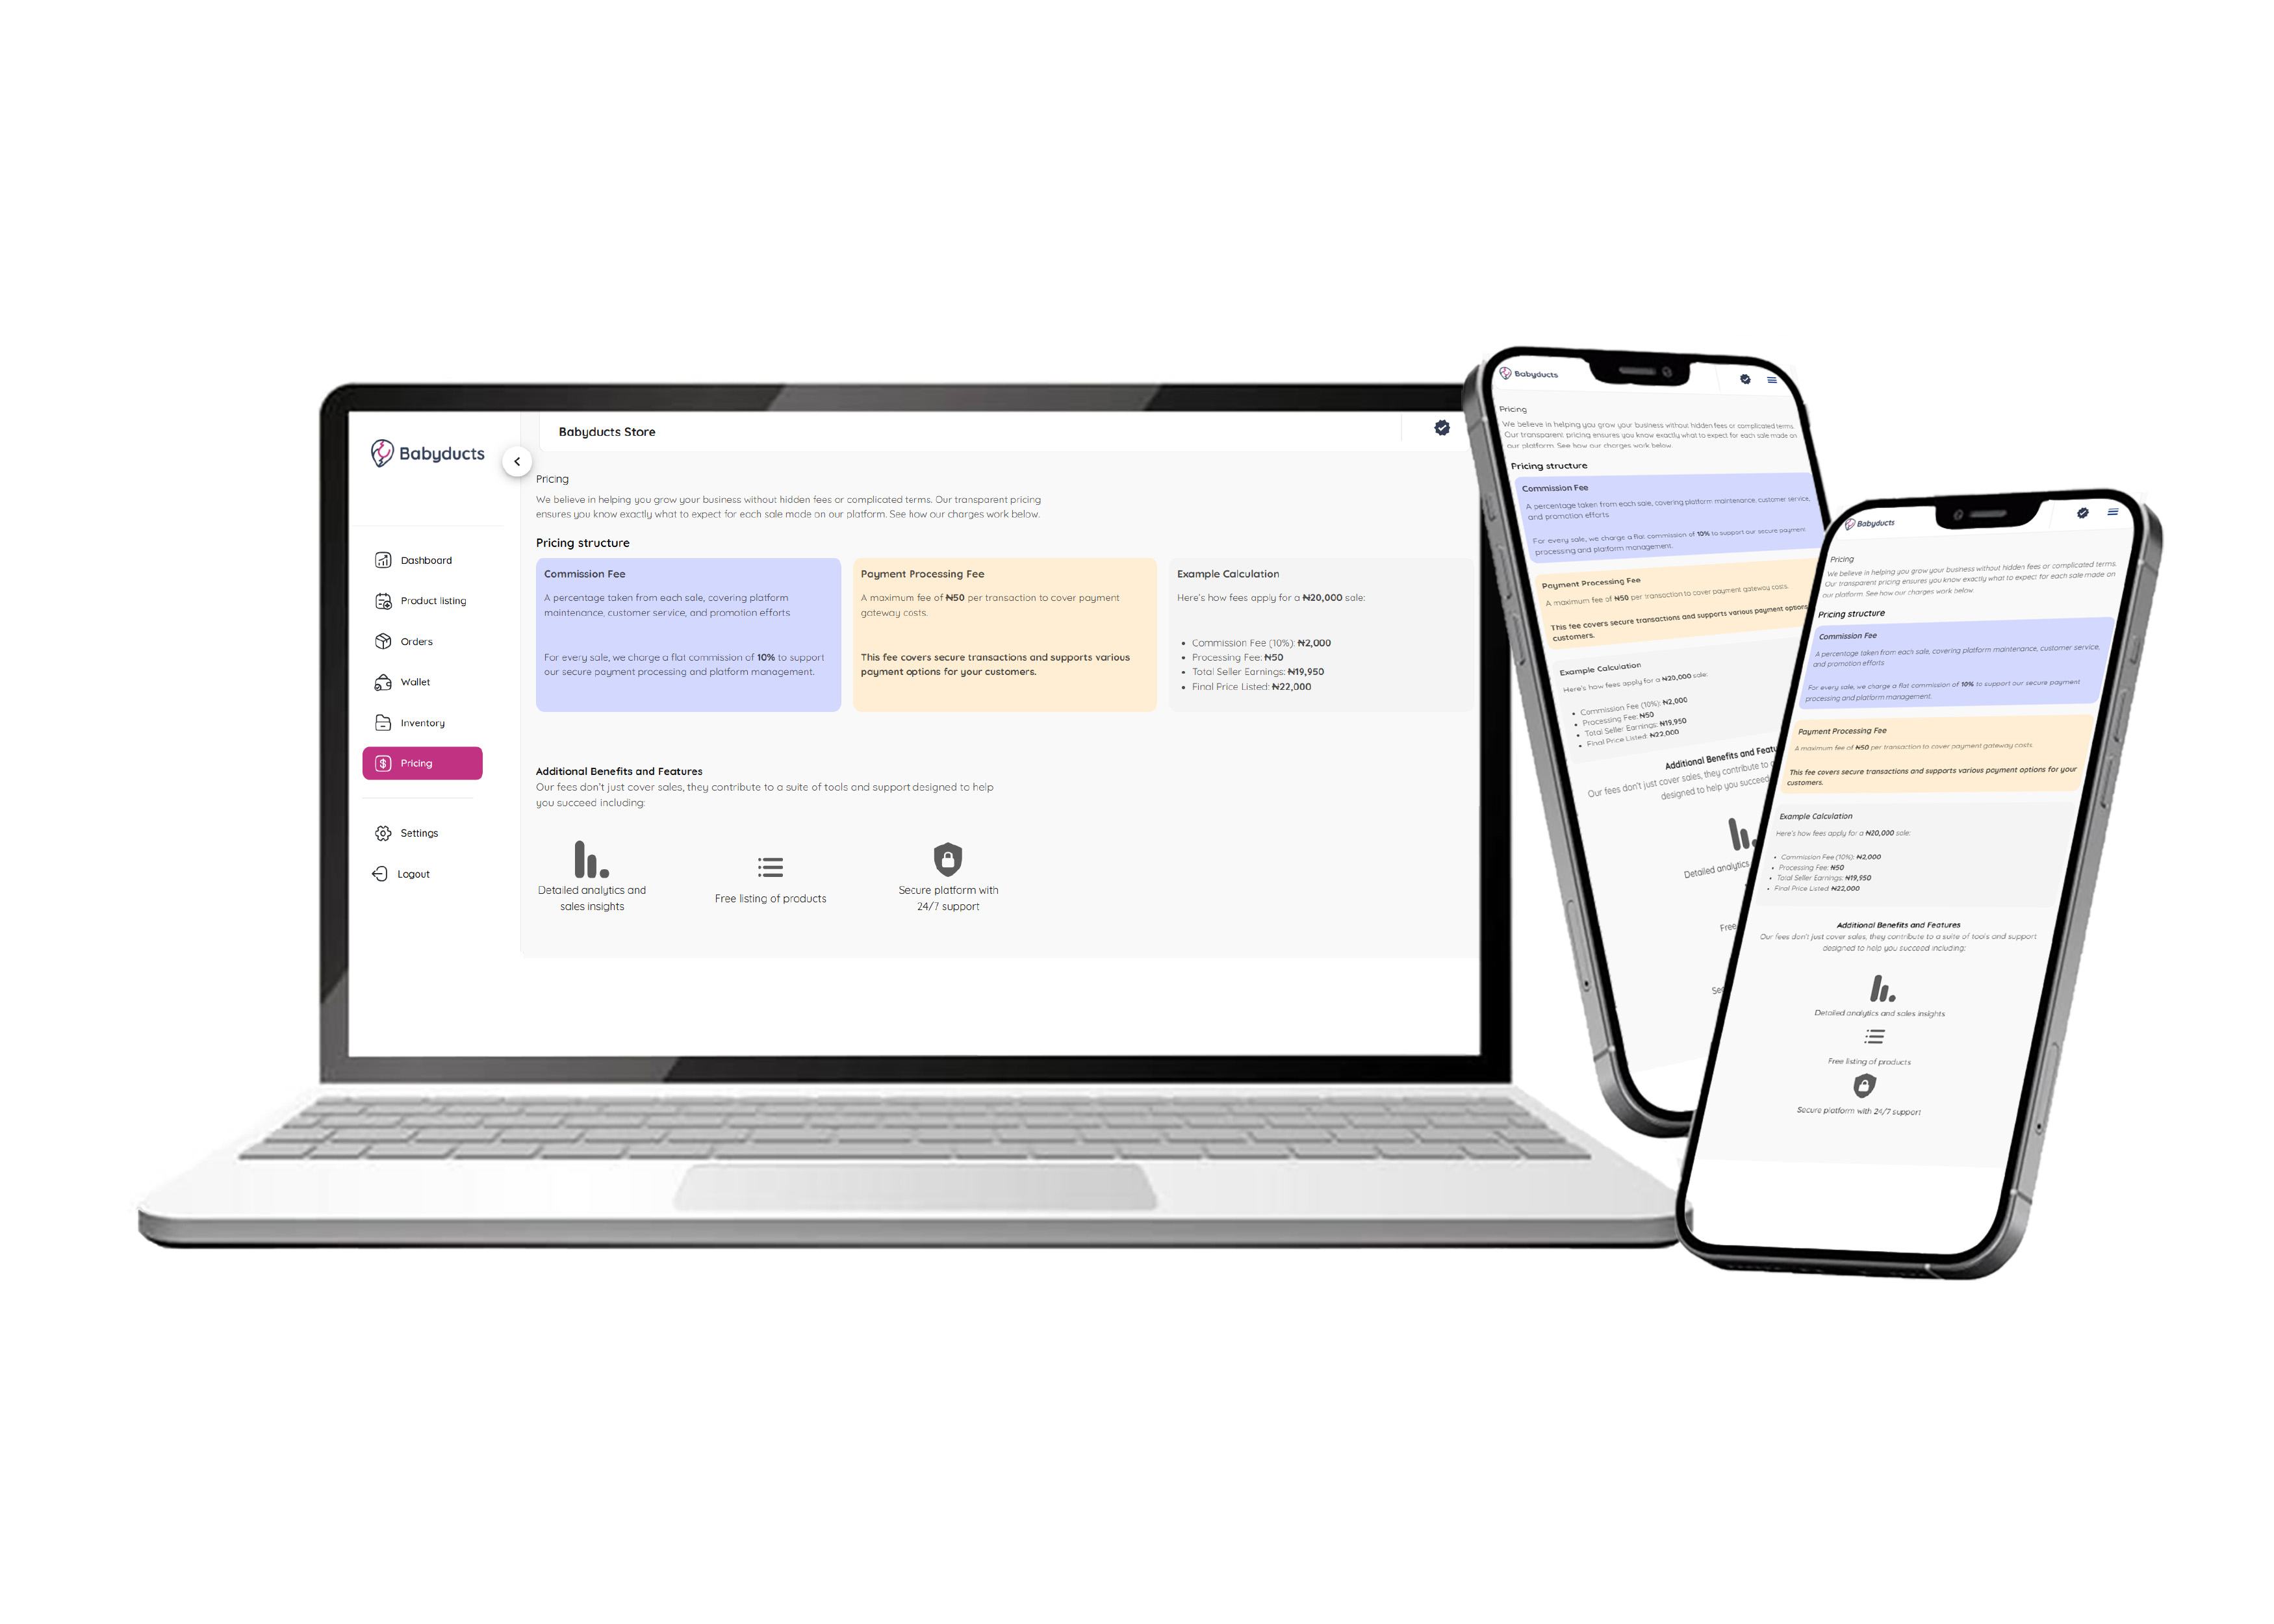 Babyducts
Dashboard
Product listing
Orders
Wallet
Inventory
Pricing
Settings
Logout
Babyducts Store
Pricing
We believe in helping you grow your business without hidden fees or complicated terms. Our transparent pricing
ensures you know exactly what to expect for each sale made on our platform. See how our charges work below.
Pricing structure
Commission Fee
A percentage taken from each sale, covering platform
maintenance, customer service, and promotion efforts
For every sale, we charge a flat commission of 10% to support
our secure payment processing and platform management.
Payment Processing Fee
A maximum fee of ₦50 per transaction to cover payment
gateway costs.
This fee covers secure transactions and supports various
payment options for your customers.
Example Calculation
Here's how fees apply for a ₦20,000 sale:
• Commission Fee (10%): ₦2,000
• Processing Fee: ₦50
• Total Seller Earnings: ₦19,950
• Final Price Listed: ₦22,000
Additional Benefits and Features
Our fees don't just cover sales, they contribute to a suite of tools and support designed to help
you succeed including:
Detailed analytics and
sales insights
Free listing of products
Secure platform with
24/7 support
Babyducts
Pricing
We believe in helping you grow your business without hidden fees or complicated terms.
Our transparent pricing ensures you know exactly what to expect for each sale made on
our platform. See how our charges work below.
Pricing structure
Commission Fee
A percentage taken from each sale, covering platform maintenance, customer service,
and promotion efforts
For every sale, we charge a flat commission of 10% to support our secure payment
processing and platform management.
Payment Processing Fee
A maximum fee of ₦50 per transaction to cover payment gateway costs.
This fee covers secure transactions and supports various payment options
customers.
Example Calculation
Here's how fees apply for a ₦20,000 sale:
• Commission Fee (10%): ₦2,000
• Processing Fee: ₦50
• Total Seller Earnings: ₦19,950
• Final Price Listed: ₦22,000
Additional Benefits and
Our fees don't just cover sales, they contribute to
designed to help you succeed
Detailed analytics
Free
Babyducts
Pricing
We believe in helping you grow your business without hidden fees or complicated terms.
Our transparent pricing ensures you know exactly what to expect for each sale made on
our platform. See how our charges work below.
Pricing structure
Commission Fee
A percentage taken from each sale, covering platform maintenance, customer service,
and promotion efforts
For every sale, we charge a flat commission of 10% to support our secure payment
processing and platform management.
Payment Processing Fee
A maximum fee of ₦50 per transaction to cover payment gateway costs.
This fee covers secure transactions and supports various payment options for your
customers.
Example Calculation
Here's how fees apply for a ₦20,000 sale:
• Commission Fee (10%): ₦2,000
• Processing Fee: ₦50
• Total Seller Earnings: ₦19,950
• Final Price Listed: ₦22,000
Additional Benefits and Features
Our fees don't just cover sales, they contribute to a suite of tools and support
designed to help you succeed including:
Detailed analytics and sales insights
Free listing of products
Secure platform with 24/7 support